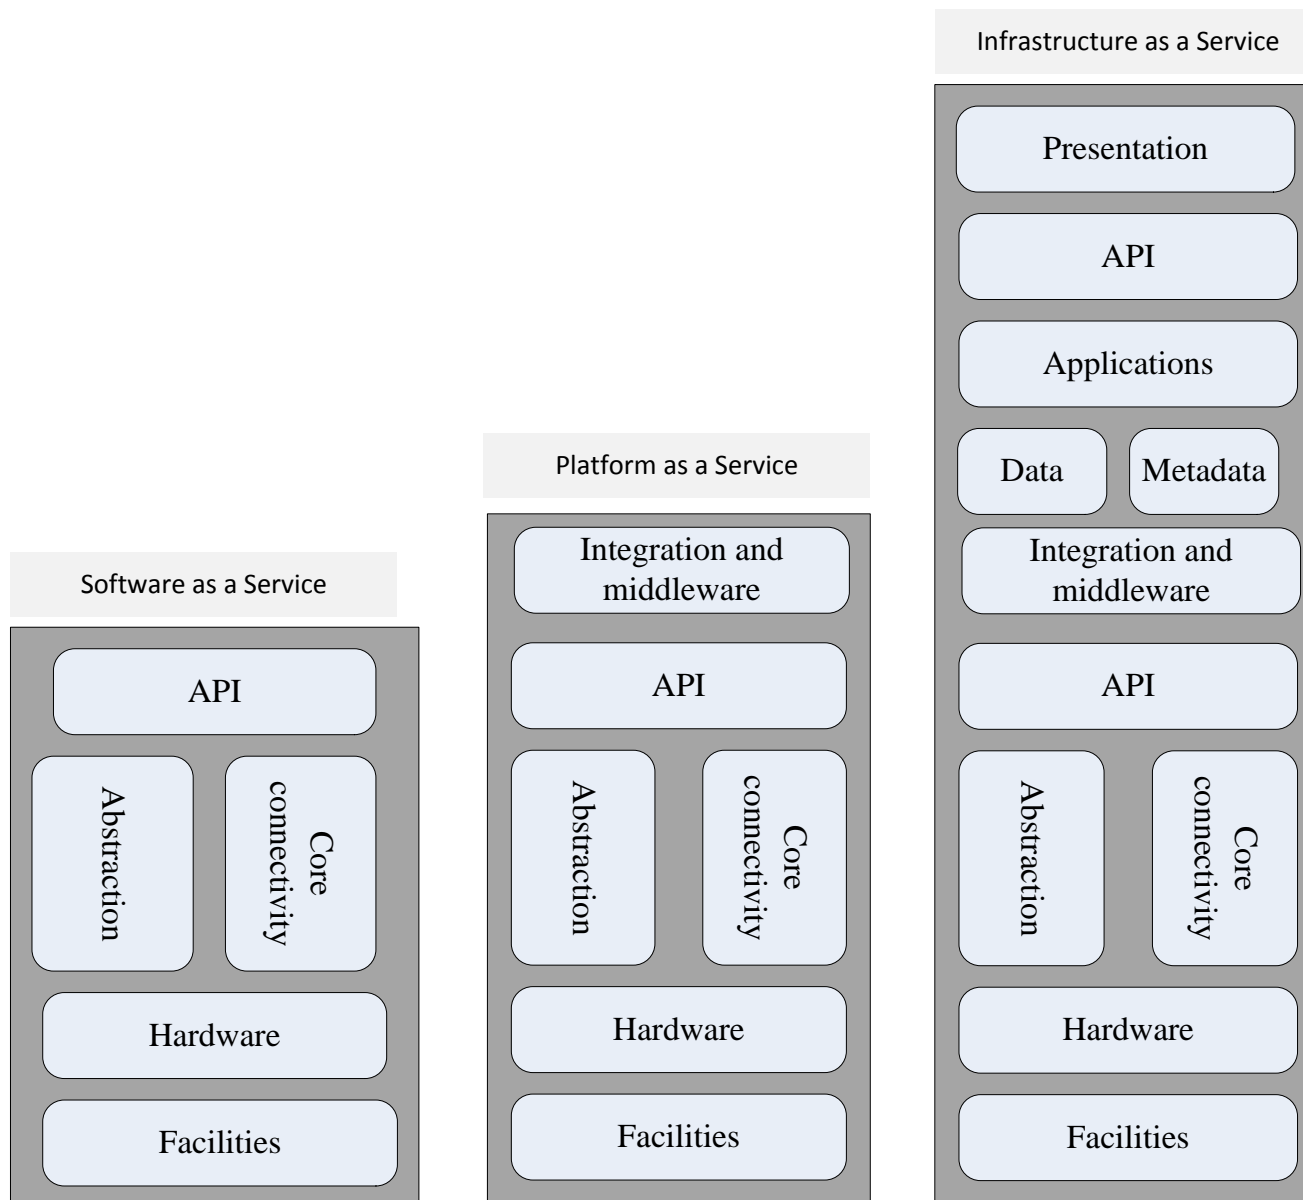 Software as a Service
API
Abstraction
Core
connectivity
Hardware
Facilities
Platform as a Service
Integration and
middleware
API
Abstraction
Core
connectivity
Hardware
Facilities
Infrastructure as a Service
Presentation
API
Applications
Data
Metadata
Integration and
middleware
API
Abstraction
Core
connectivity
Hardware
Facilities